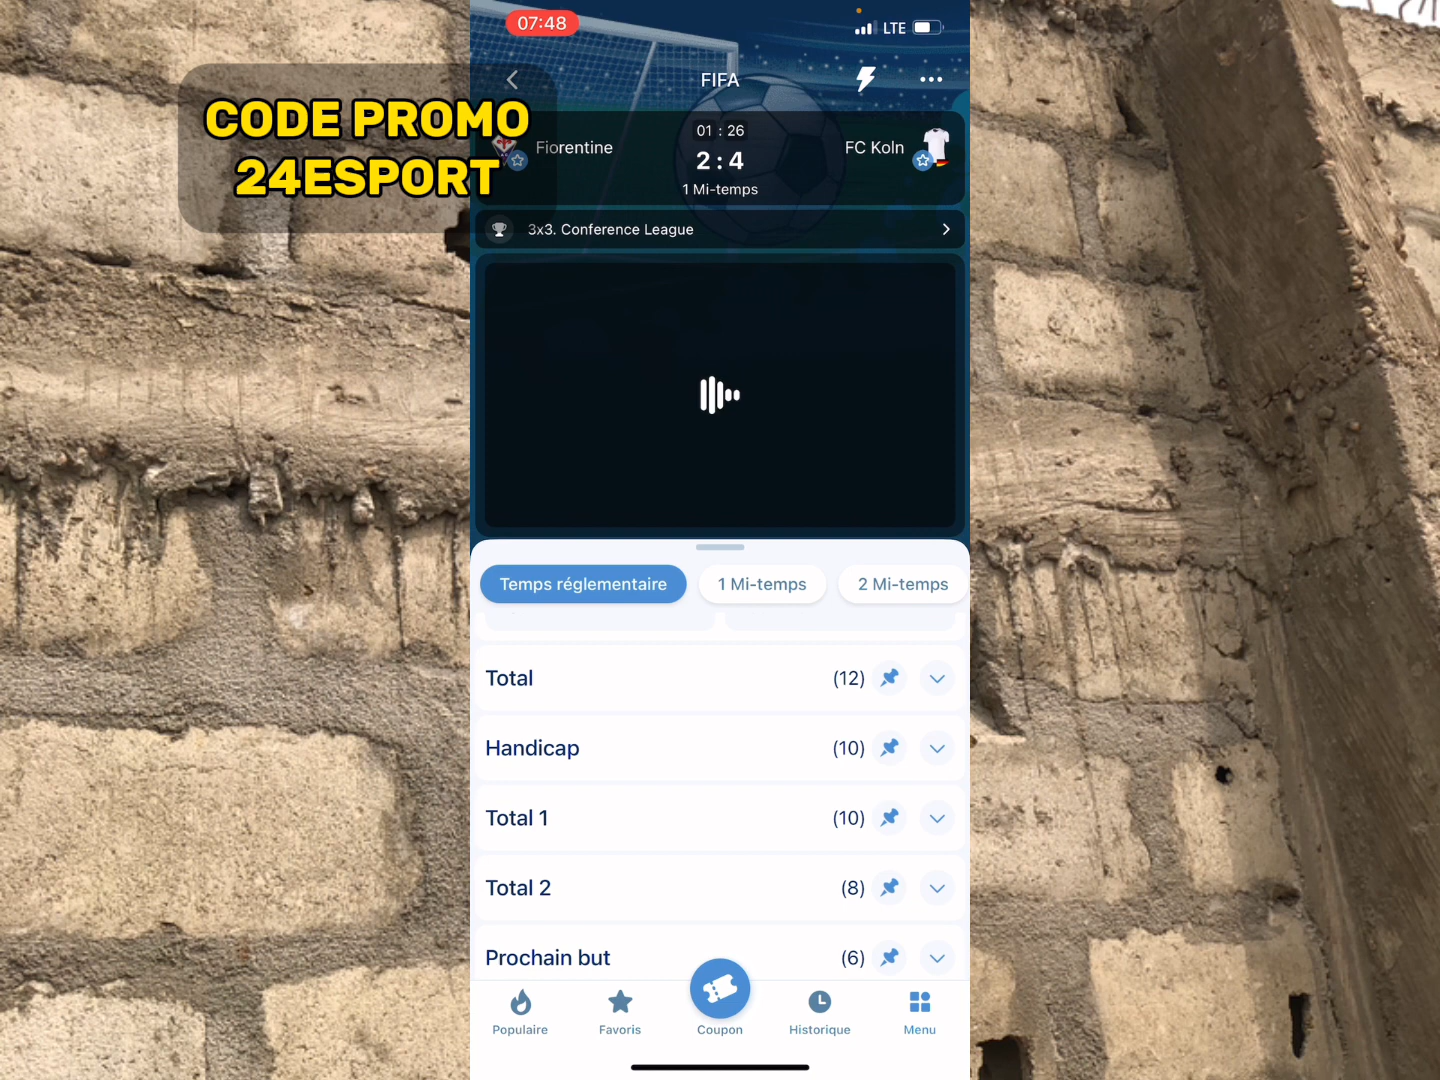 07:48
LTE
FIFA
CODE PROMO
24ESPORT
Fiorentine
01 : 26
2 : 4
1 Mi-temps
FC Koln
3x3. Conference League
Temps réglementaire
1 Mi-temps
2 Mi-temps
Total (12)
Handicap (10)
Total 1 (10)
Total 2 (8)
Prochain but (6)
Populaire
Favoris
Coupon
Historique
Menu